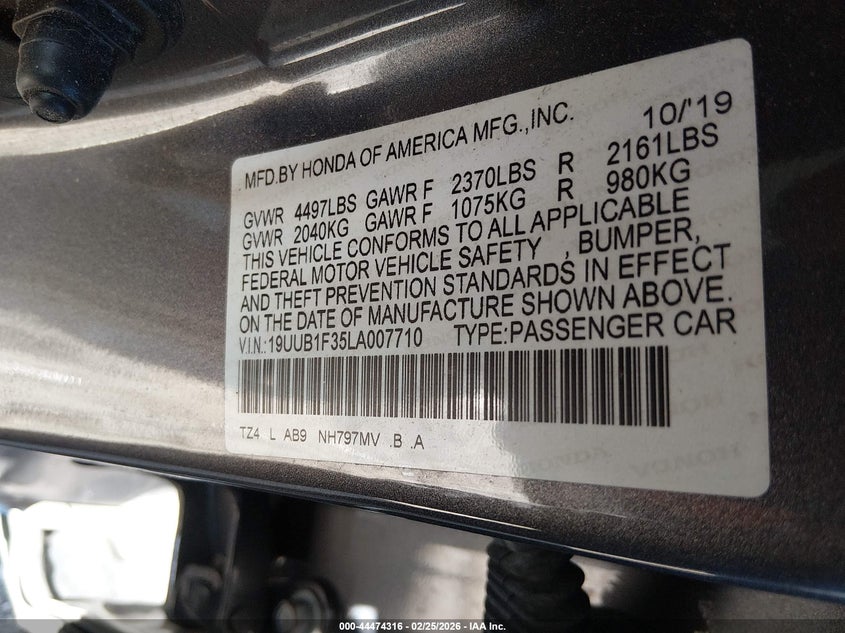 MFD.BY HONDA OF AMERICA MFG.,INC. 10/'19
GVWR 4497LBS GAWR F 2370LBS R 2161LBS
GVWR 2040KG GAWR F 1075KG R 980KG
THIS VEHICLE CONFORMS TO ALL APPLICABLE
FEDERAL MOTOR VEHICLE SAFETY , BUMPER,
AND THEFT PREVENTION STANDARDS IN EFFECT
ON THE DATE OF MANUFACTURE SHOWN ABOVE.
V.I.N.:19UUB1F35LA007710 TYPE:PASSENGER CAR
TZ4 L AB9 NH797MV .B .A
HONDA HONDA
000-44474316 - 02/25/2026 - IAA Inc.